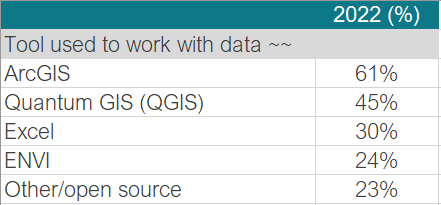 2022 (%)
Tool used to work with data ~~
ArcGIS 61%
Quantum GIS (QGIS) 45%
Excel 30%
ENVI 24%
Other/open source 23%